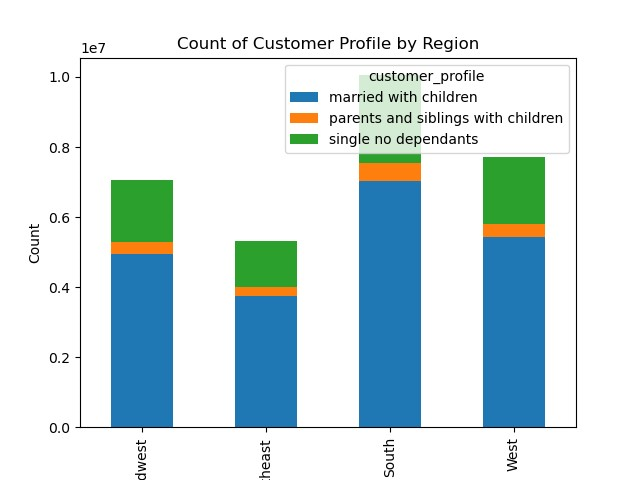 Count of Customer Profile by Region
1e7
customer_profile
married with children
parents and siblings with children
single no dependants
1.0
0.8
0.6
0.4
0.2
0.0
Count
dwest
heast
South
West